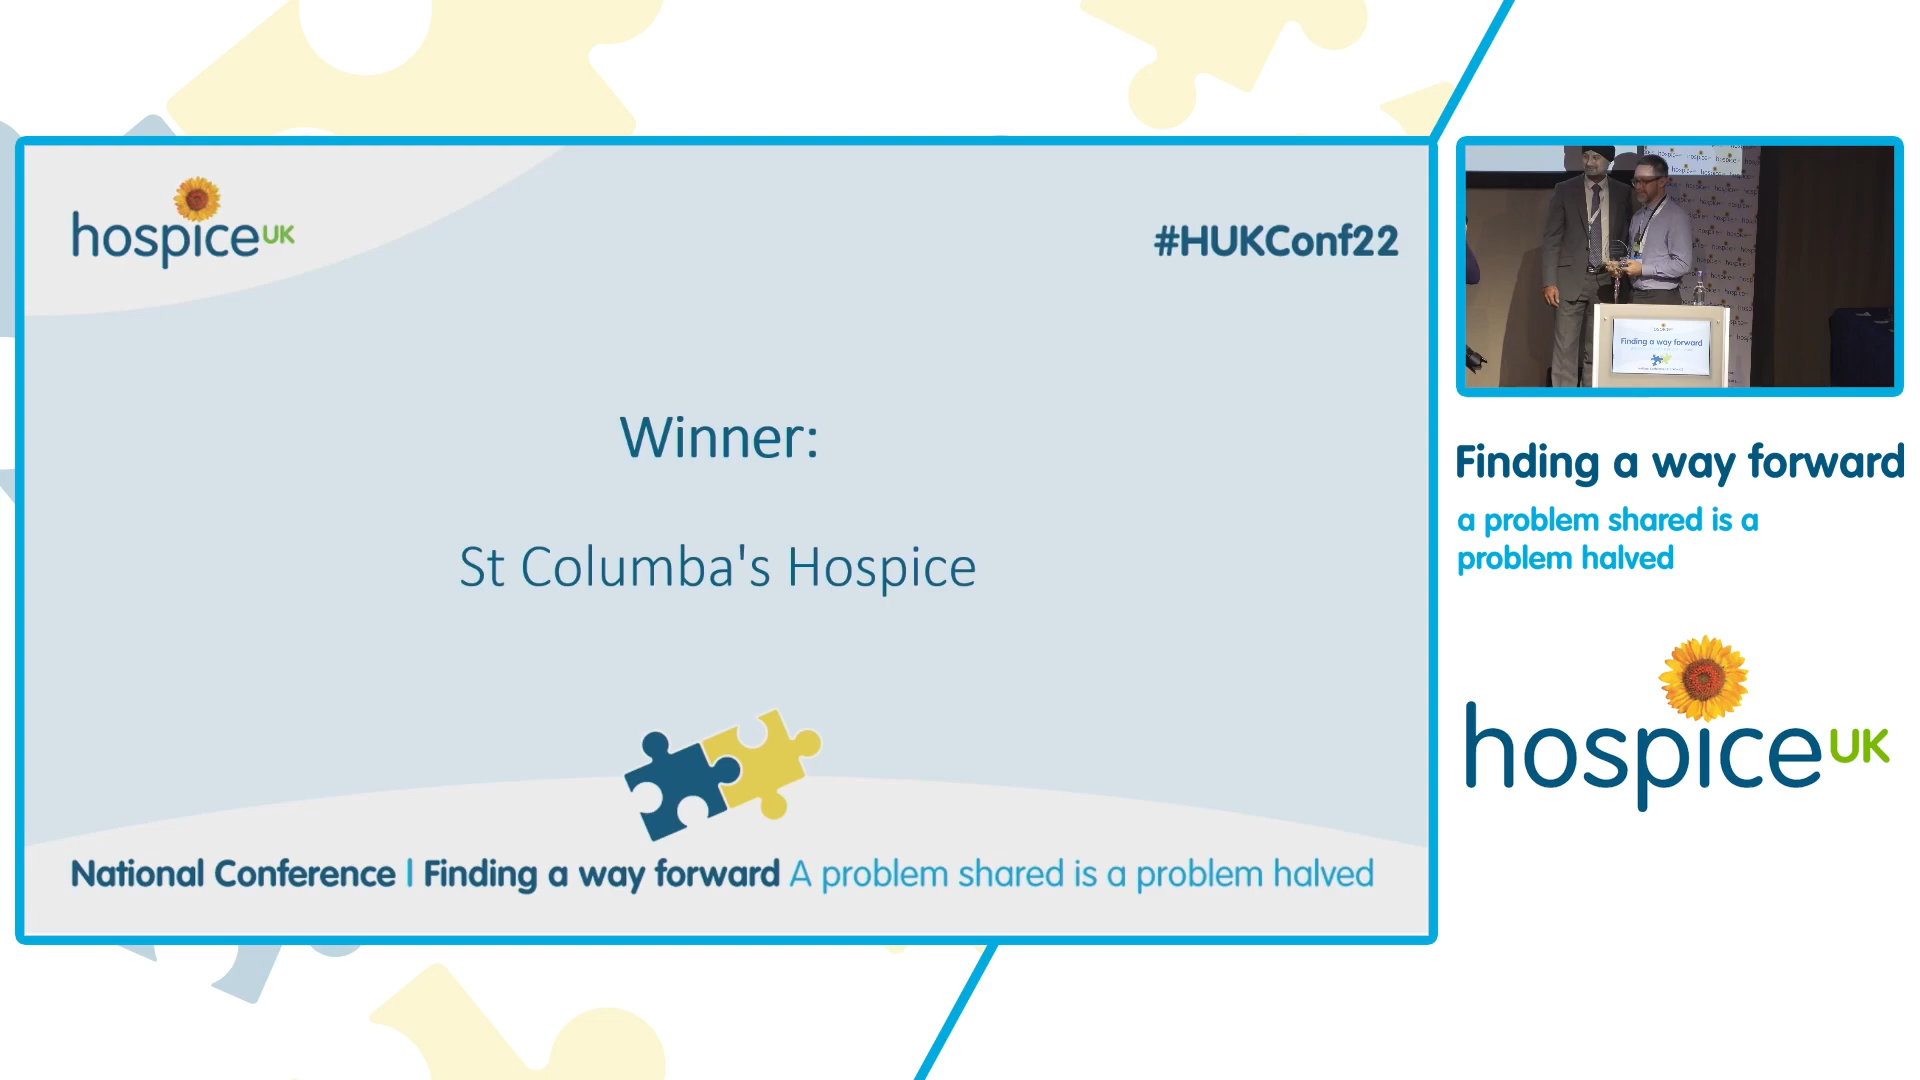 hospice UK
#HUKConf22
Winner:
St Columba's Hospice
National Conference | Finding a way forward A problem shared is a problem halved
Finding a way forward
Finding a way forward
a problem shared is a
problem halved
hospice UK